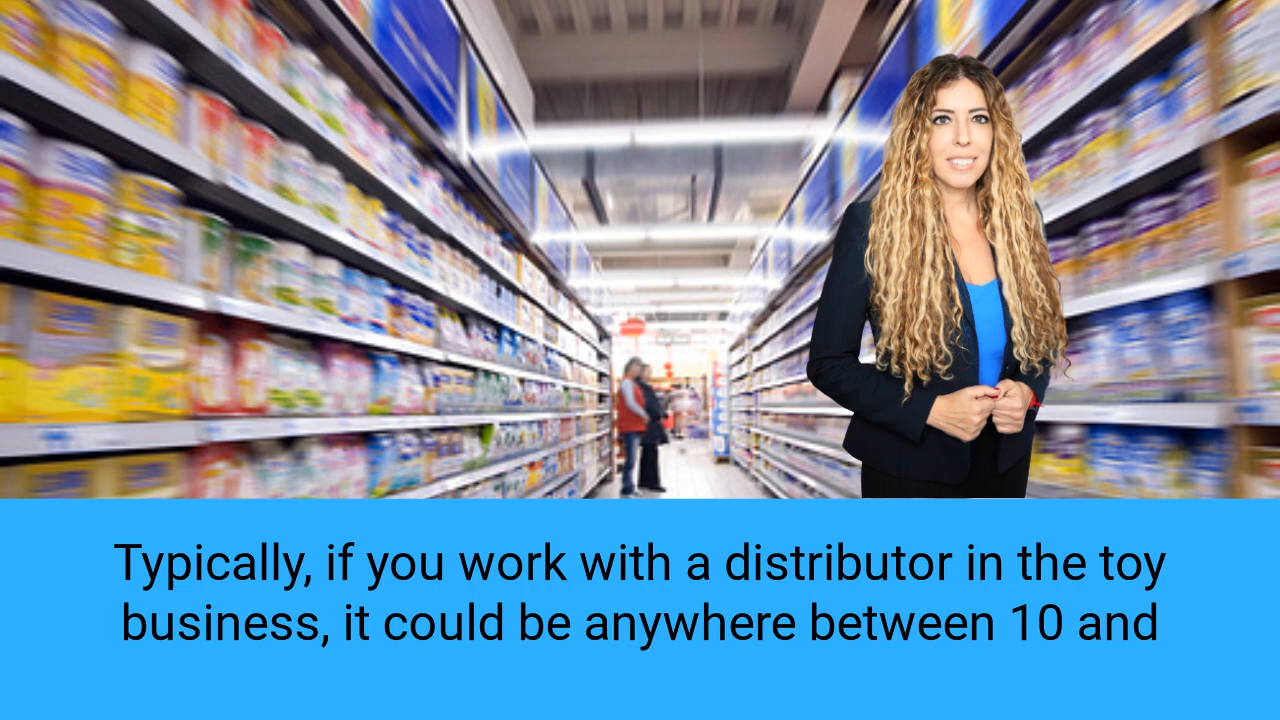 Typically, if you work with a distributor in the toy
business, it could be anywhere between 10 and